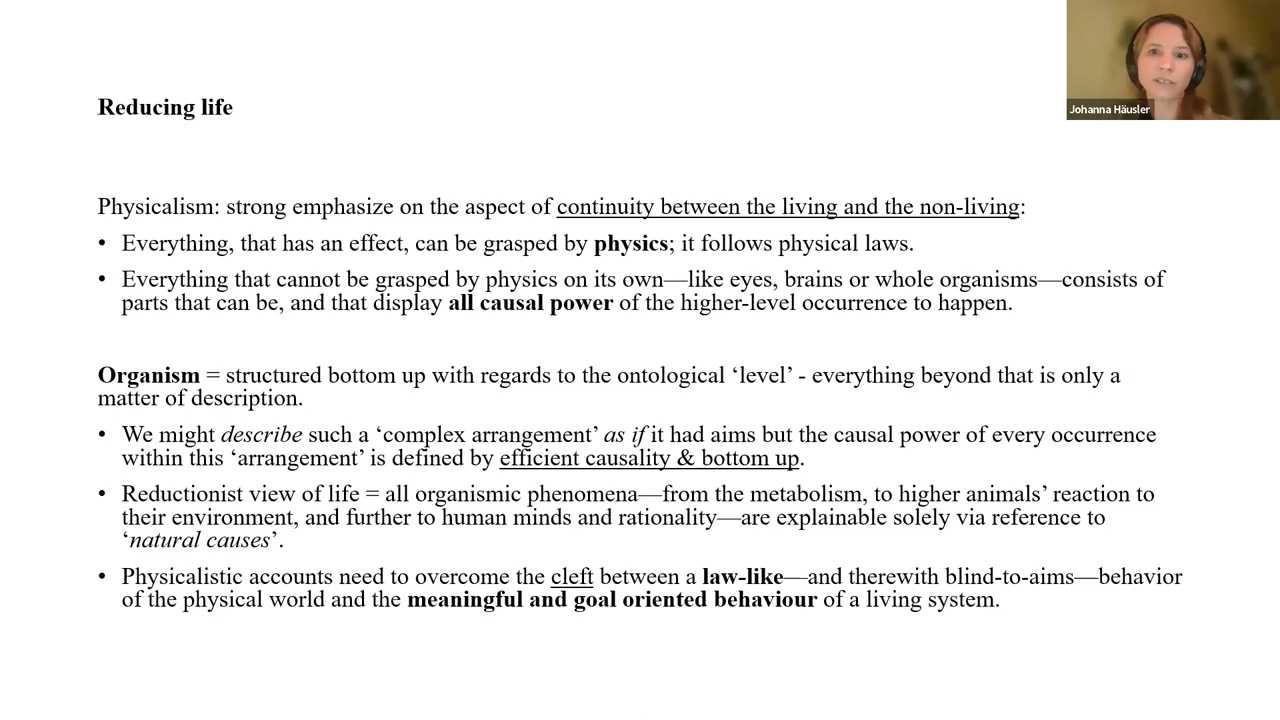 Johanna Häusler
Reducing life
Physicalism: strong emphasize on the aspect of continuity between the living and the non-living:
• Everything, that has an effect, can be grasped by physics; it follows physical laws.
• Everything that cannot be grasped by physics on its own—like eyes, brains or whole organisms—consists of
parts that can be, and that display all causal power of the higher-level occurrence to happen.
Organism = structured bottom up with regards to the ontological ‘level’ - everything beyond that is only a
matter of description.
• We might describe such a ‘complex arrangement’ as if it had aims but the causal power of every occurrence
within this ‘arrangement’ is defined by efficient causality & bottom up.
• Reductionist view of life = all organismic phenomena—from the metabolism, to higher animals’ reaction to
their environment, and further to human minds and rationality—are explainable solely via reference to
‘natural causes’.
• Physicalistic accounts need to overcome the cleft between a law-like—and therewith blind-to-aims—behavior
of the physical world and the meaningful and goal oriented behaviour of a living system.